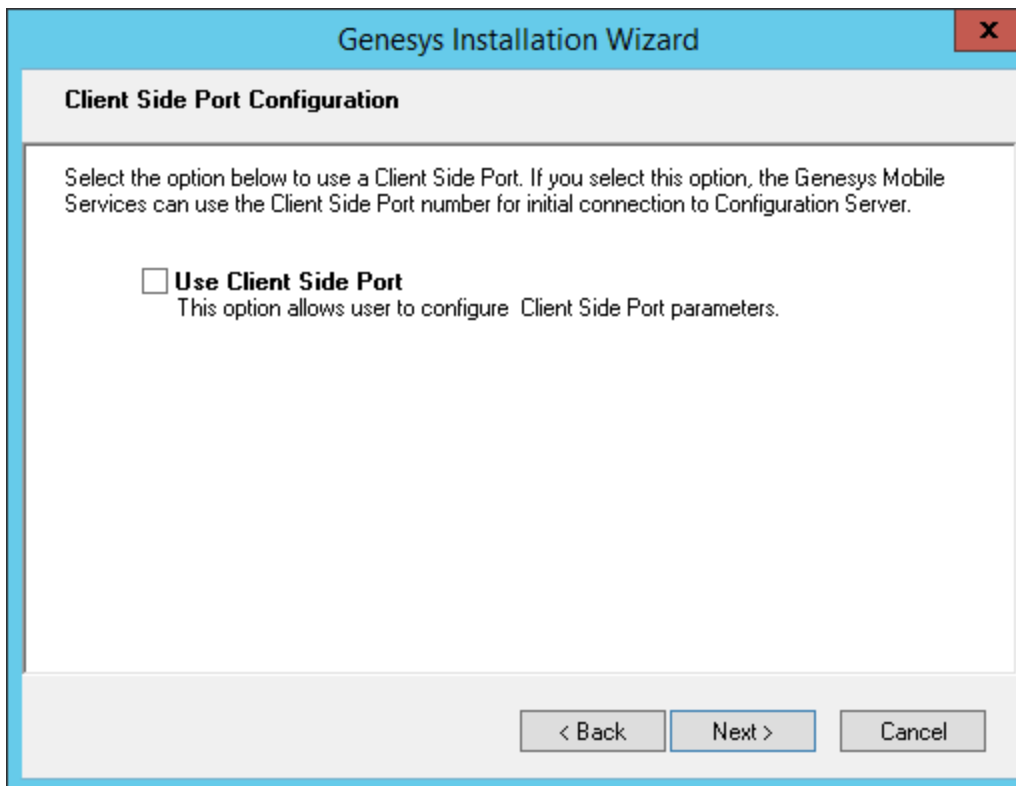 Genesys Installation Wizard
x
Client Side Port Configuration
Select the option below to use a Client Side Port. If you select this option, the Genesys Mobile
Services can use the Client Side Port number for initial connection to Configuration Server.
Use Client Side Port
This option allows user to configure  Client Side Port parameters.
< Back
Next >
Cancel